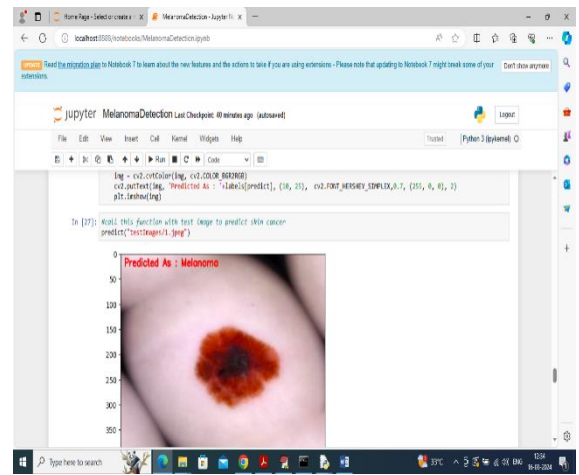 Home Page - Select or create a n
MelanomaDetection - Jupyter N
localhost:8888/notebooks/MelanomaDetection.ipynb
UPDATE Read the migration plan to Notebook 7 to learn about the new features and the actions to take if you are using extensions - Please note that updating to Notebook 7 might break some of your extensions.
Don't show anymore
jupyter MelanomaDetection Last Checkpoint: 40 minutes ago (autosaved)
Logout
File Edit View Insert Cell Kernel Widgets Help
Trusted Python 3 (ipykernel)
Run Code
img = cv2.cvtColor(img, cv2.COLOR_BGR2RGB)
cv2.putText(img, 'Predicted As : '+labels[predict], (10, 25), cv2.FONT_HERSHEY_SIMPLEX,0.7, (255, 0, 0), 2)
plt.imshow(img)
In [27]: #call this function with test image to predict skin cancer
predict("testImages/1.jpeg")
Predicted As : Melanoma
0
50
100
150
200
250
300
350
Type here to search
33°C
ENG
12:54
16-05-2024